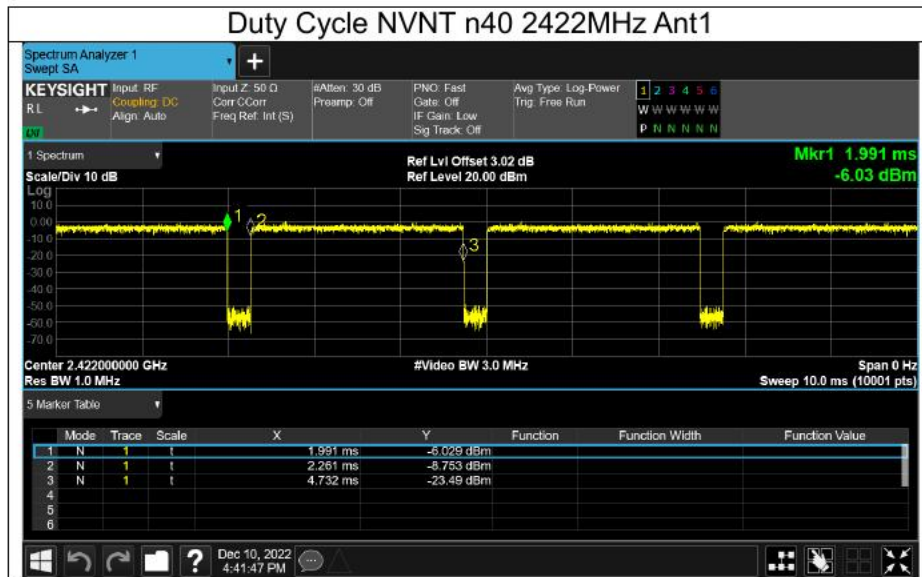 Duty Cycle NVNT n40 2422MHz Ant1
Spectrum Analyzer 1
Swept SA
+
KEYSIGHT
RL
LXI
Input: RF
Coupling: DC
Align: Auto
Input Z: 50 Ω
Corr CCorr
Freq Ref: Int (S)
#Atten: 30 dB
Preamp: Off
PNO: Fast
Gate: Off
IF Gain: Low
Sig Track: Off
Avg Type: Log-Power
Trig: Free Run
1 2 3 4 5 6
W W W W W W
P N N N N N
1 Spectrum
Scale/Div 10 dB
Ref Lvl Offset 3.02 dB
Ref Level 20.00 dBm
Mkr1 1.991 ms
-6.03 dBm
Log
10.0
0.00
-10.0
-20.0
-30.0
-40.0
-50.0
-60.0
-70.0
1
2
3
Center 2.422000000 GHz
Res BW 1.0 MHz
#Video BW 3.0 MHz
Span 0 Hz
Sweep 10.0 ms (10001 pts)
5 Marker Table
Mode Trace Scale X Y Function Function Width Function Value
1 N 1 t 1.991 ms -6.029 dBm
2 N 1 t 2.261 ms -8.753 dBm
3 N 1 t 4.732 ms -23.49 dBm
4
5
6
?
Dec 10, 2022
4:41:47 PM